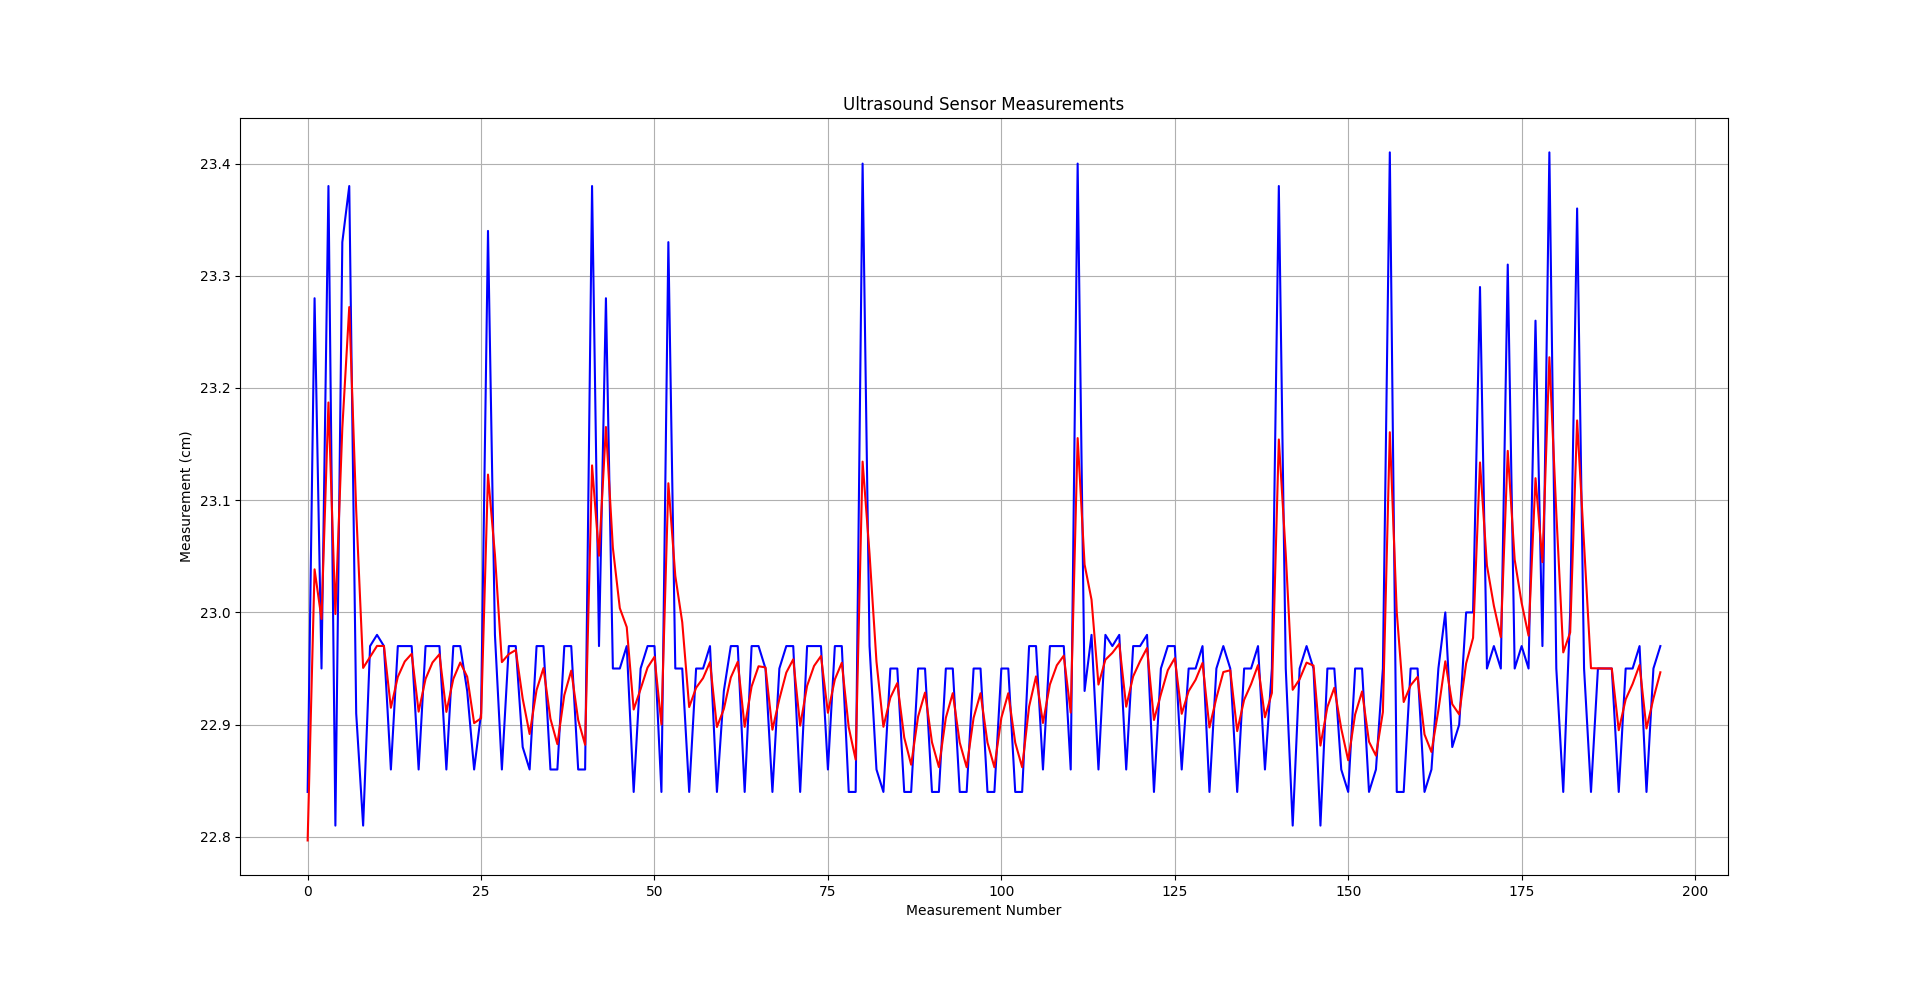 Ultrasound Sensor Measurements
Measurement (cm)
23.4
23.3
23.2
23.1
23.0
22.9
22.8
0 25 50 75 100 125 150 175 200
Measurement Number